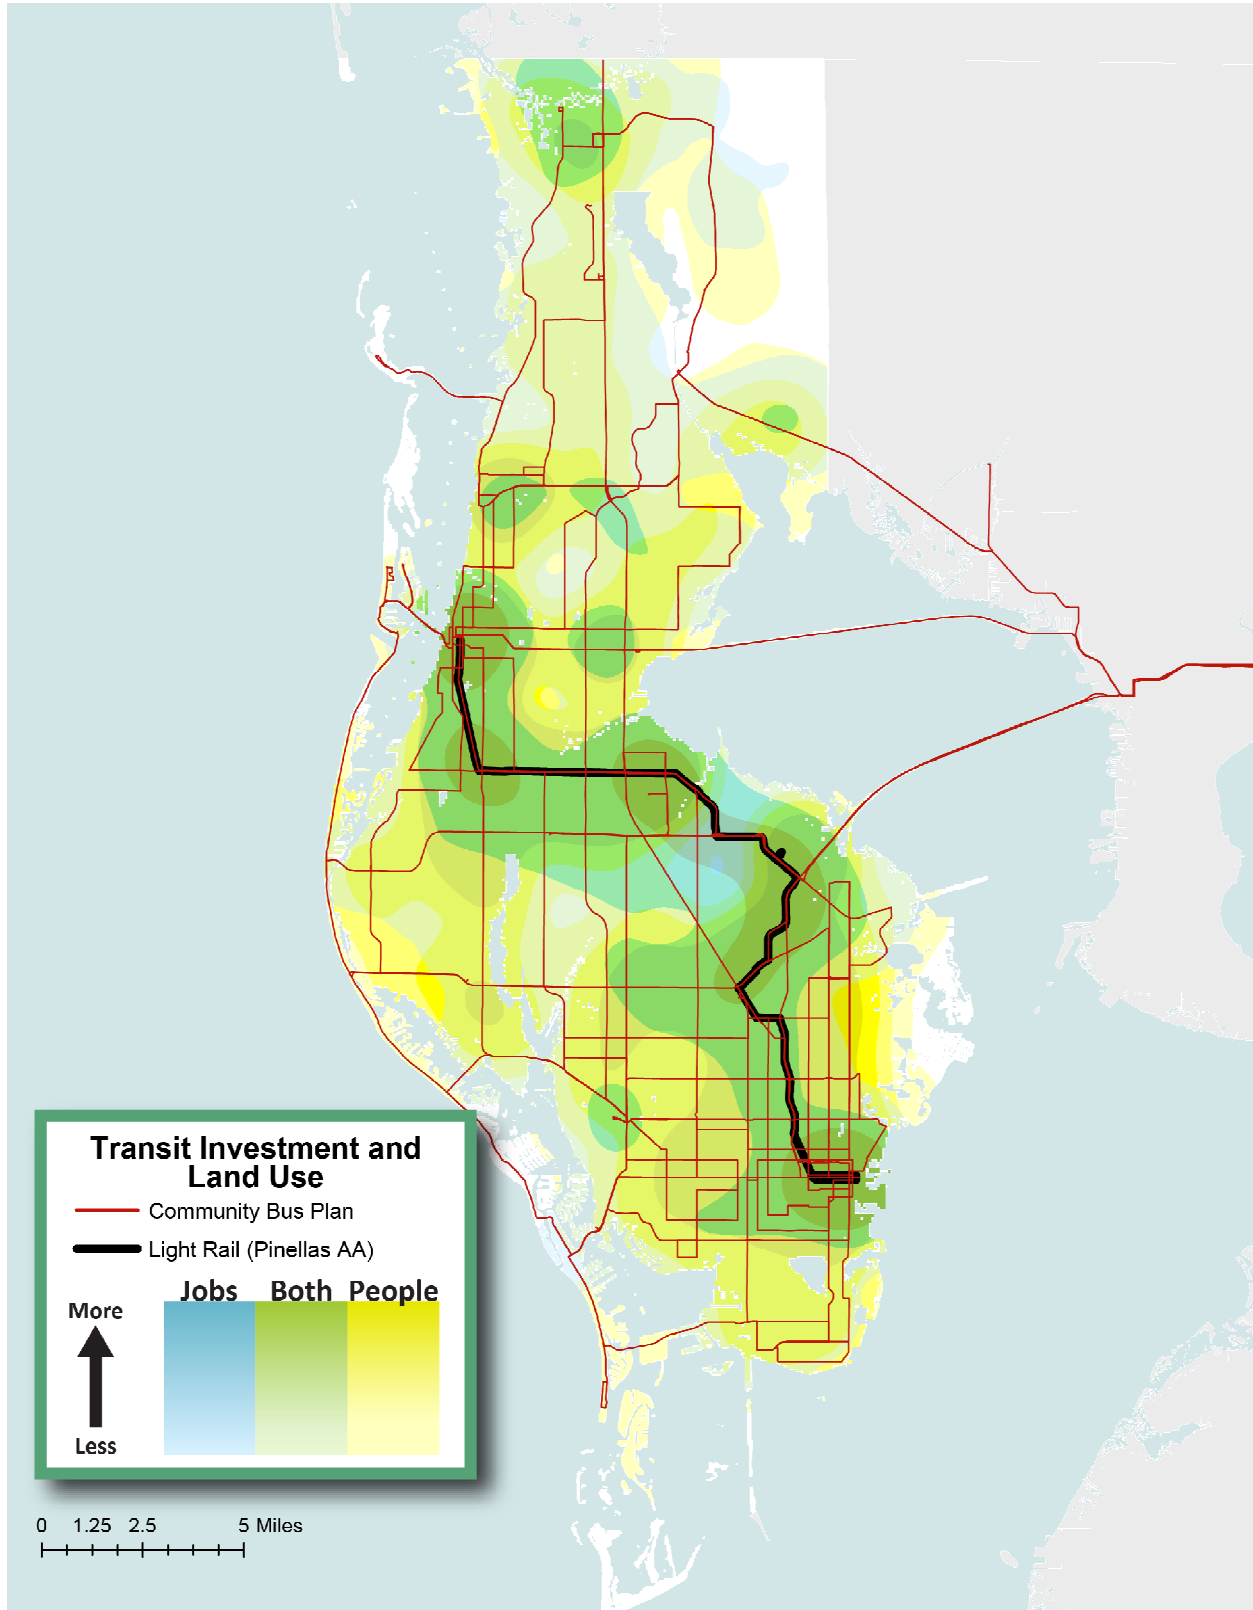 Transit Investment and
Land Use
Community Bus Plan
Light Rail (Pinellas AA)
Jobs Both People
More
Less
0 1.25 2.5 5 Miles